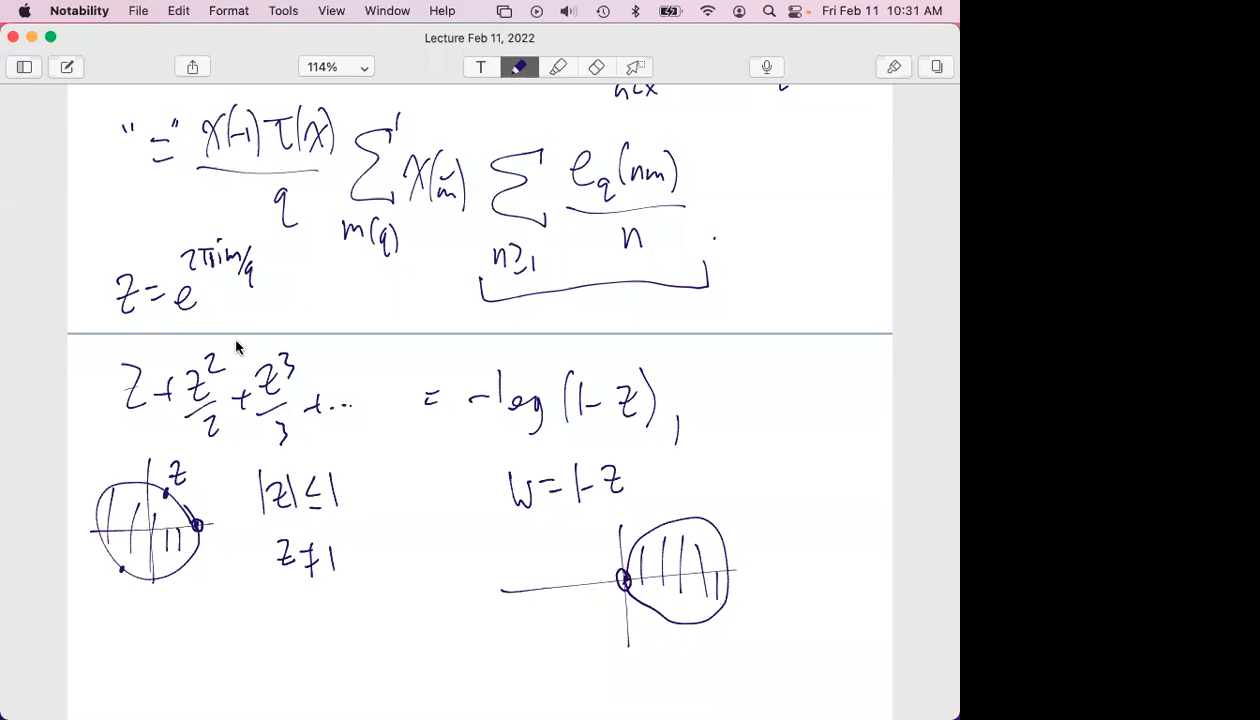 Notability File Edit Format Tools View Window Help Fri Feb 11 10:31 AM
Lecture Feb 11, 2022
114% T
n<x
"=" χ(-1) τ(χ) / q Σ' m(q) χ(m̄) Σ n≥1 e_q(nm) / n .
z = e^{2πim/q}
z + z²/2 + z³/3 + ... = -log(1-z),
z |z| ≤ 1 w = 1-z
z ≠ 1